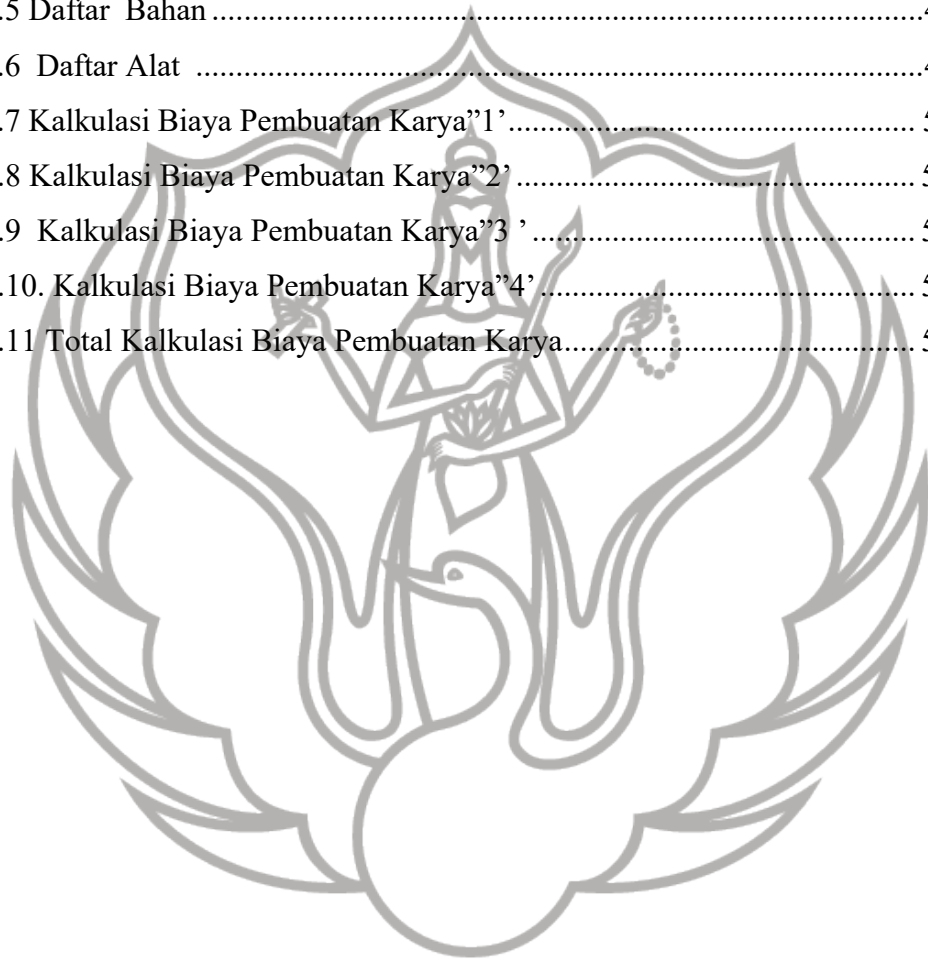 .5 Daftar Bahan ..........................................................................................4
.6 Daftar Alat ............................................................................................4
.7 Kalkulasi Biaya Pembuatan Karya”1’................................................... 5
.8 Kalkulasi Biaya Pembuatan Karya”2’ .................................................. 5
.9 Kalkulasi Biaya Pembuatan Karya”3 ’ ................................................ 5
.10. Kalkulasi Biaya Pembuatan Karya”4’ ............................................... 5
.11 Total Kalkulasi Biaya Pembuatan Karya............................................ 5